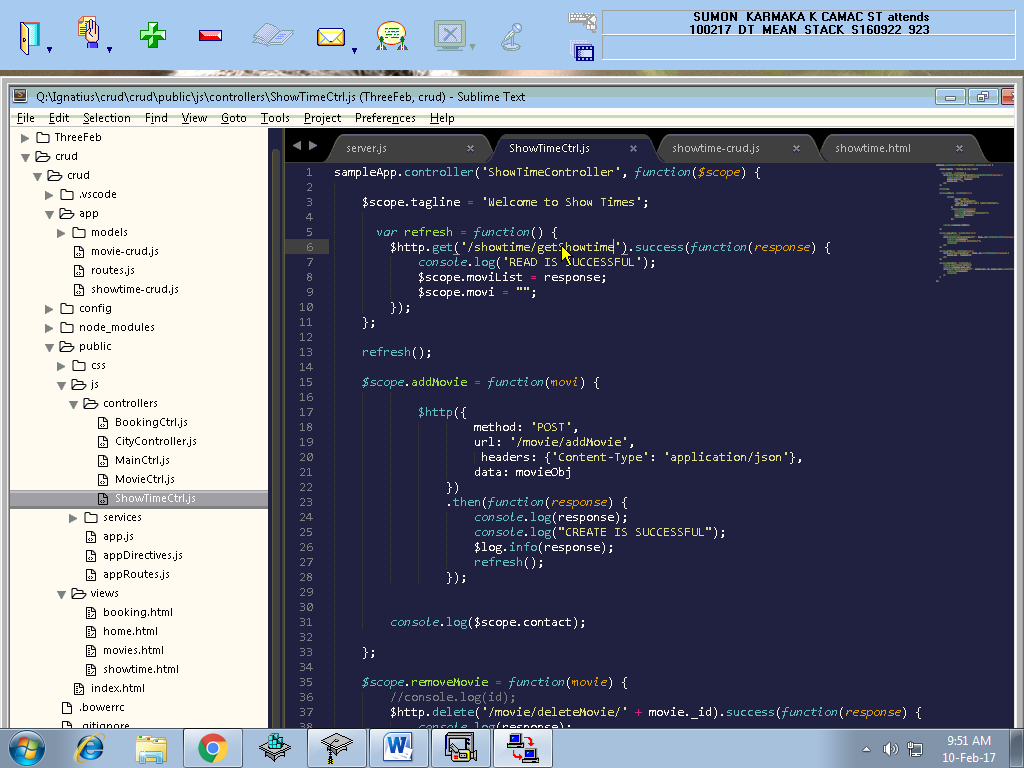 SUMON KARMAKA K CAMAC ST attends
100217_DT_MEAN_STACK_S160922_923
Q:\Ignatius\crud\crud\public\js\controllers\ShowTimeCtrl.js (ThreeFeb, crud) - Sublime Text
File Edit Selection Find View Goto Tools Project Preferences Help
ThreeFeb
crud
crud
.vscode
app
models
movie-crud.js
routes.js
showtime-crud.js
config
node_modules
public
css
js
controllers
BookingCtrl.js
CityController.js
MainCtrl.js
MovieCtrl.js
ShowTimeCtrl.js
services
app.js
appDirectives.js
appRoutes.js
views
booking.html
home.html
movies.html
showtime.html
index.html
.bowerrc
.gitignore
server.js × ShowTimeCtrl.js × showtime-crud.js × showtime.html ×
1 sampleApp.controller('ShowTimeController', function($scope) {
2
3 $scope.tagline = 'Welcome to Show Times';
4
5 var refresh = function() {
6 $http.get('/showtime/getShowtime').success(function(response) {
7 console.log('READ IS SUCCESSFUL');
8 $scope.moviList = response;
9 $scope.movi = "";
10 });
11 };
12
13 refresh();
14
15 $scope.addMovie = function(movi) {
16
17 $http({
18 method: 'POST',
19 url: '/movie/addMovie',
20 headers: {'Content-Type': 'application/json'},
21 data: movieObj
22 })
23 .then(function(response) {
24 console.log(response);
25 console.log("CREATE IS SUCCESSFUL");
26 $log.info(response);
27 refresh();
28 });
29
30
31 console.log($scope.contact);
32
33 };
34
35 $scope.removeMovie = function(movie) {
36 //console.log(id);
37 $http.delete('/movie/deleteMovie/' + movie._id).success(function(response) {
38 console.log(response);
9:51 AM
10-Feb-17